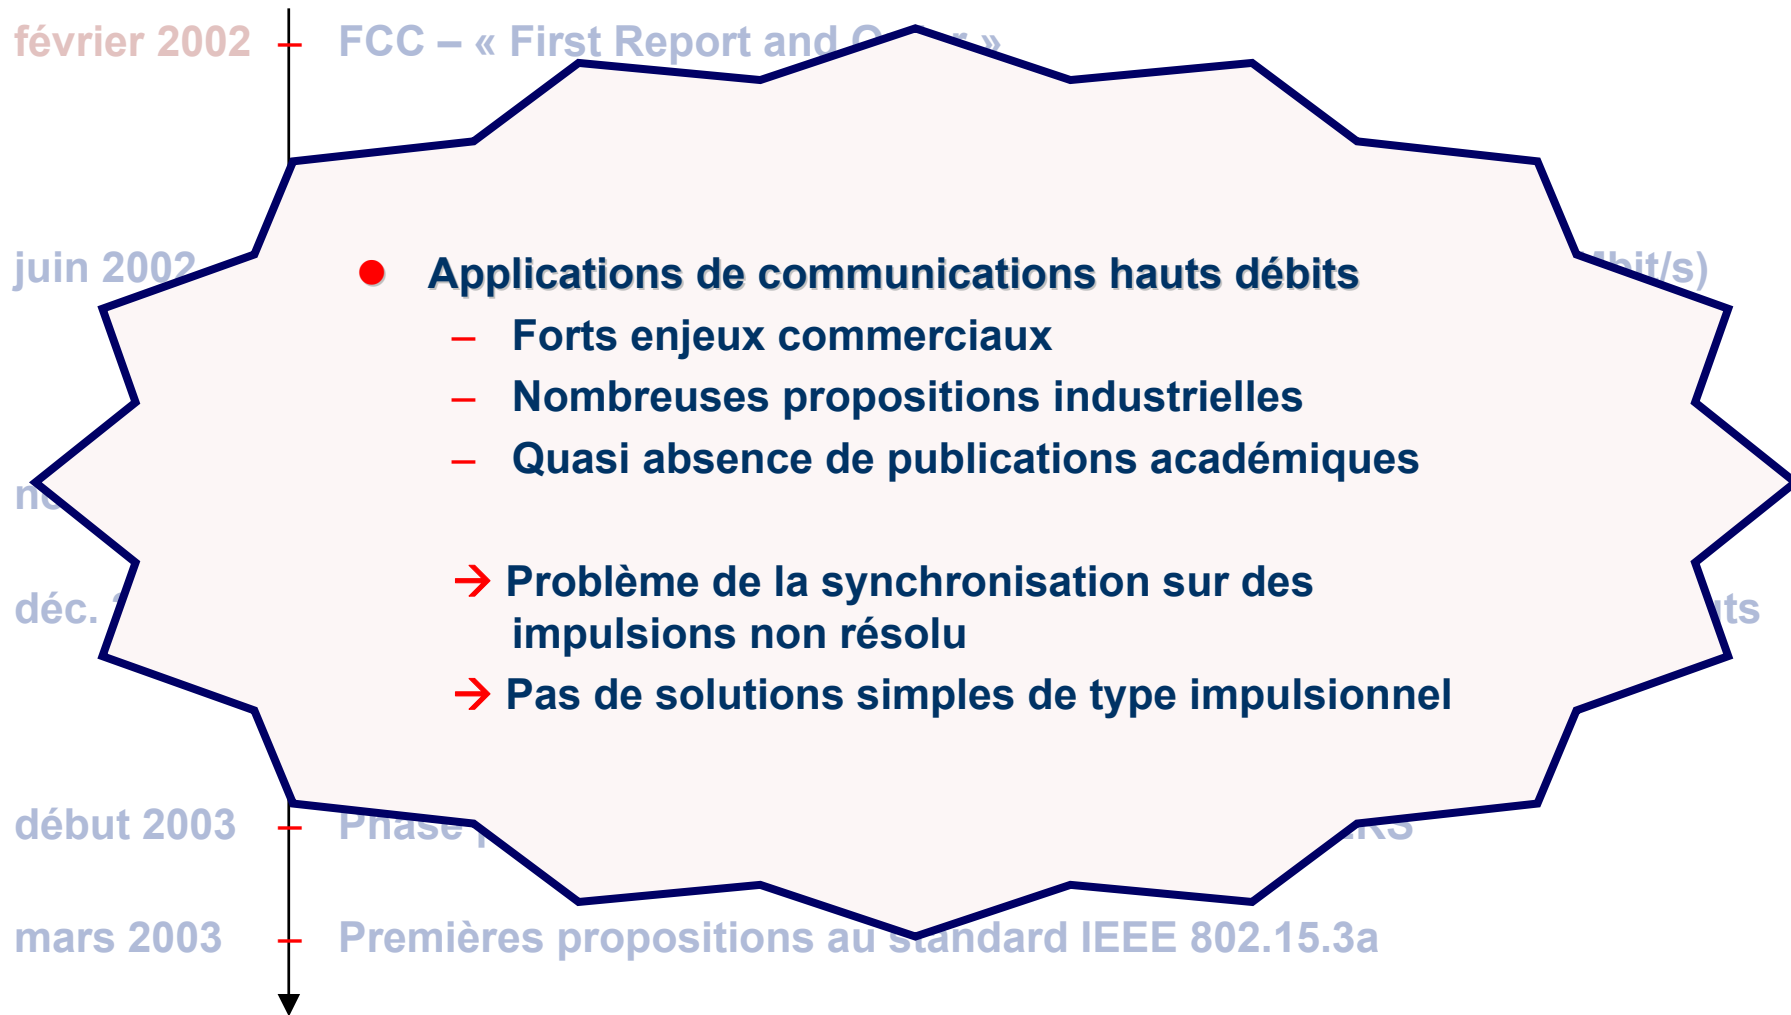 février 2002 – FCC – « First Report and »
juin 2002 Mbit/s)
● Applications de communications hauts débits
– Forts enjeux commerciaux
– Nombreuses propositions industrielles
– Quasi absence de publications académiques
→ Problème de la synchronisation sur des
impulsions non résolu
déc.
→ Pas de solutions simples de type impulsionnel
début 2003 – Phase
mars 2003 – Premières propositions au standard IEEE 802.15.3a